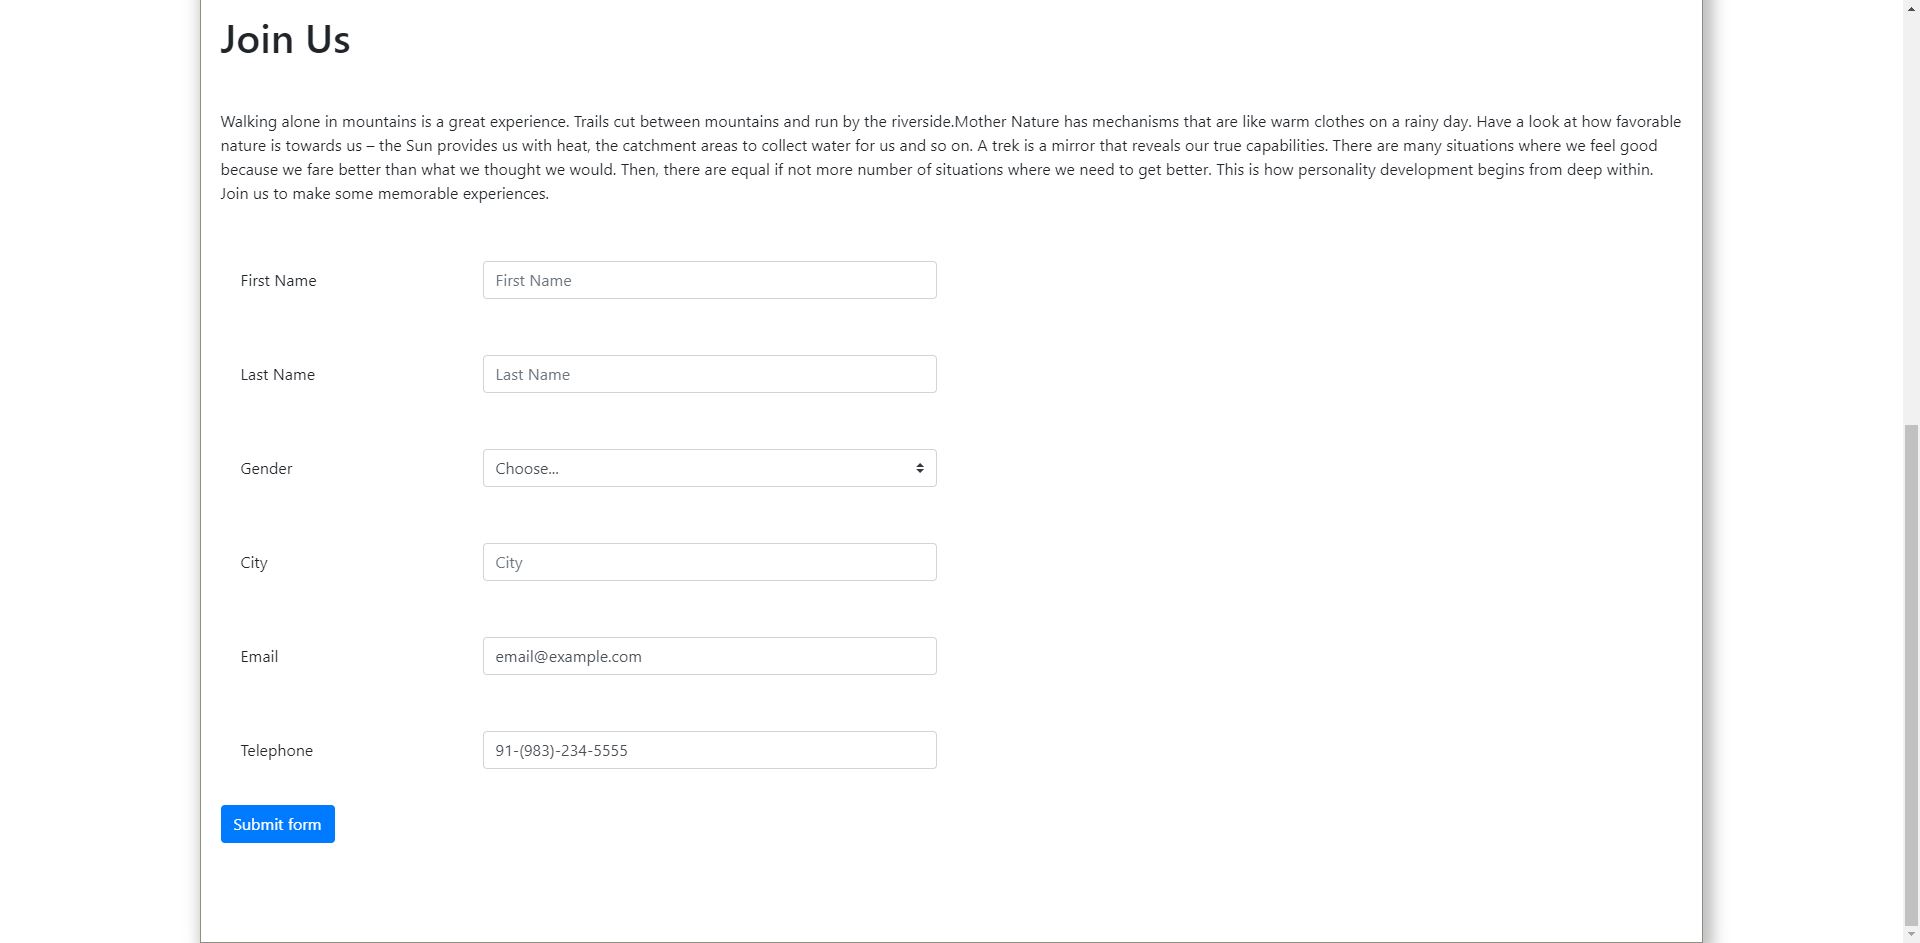 Join Us
Walking alone in mountains is a great experience. Trails cut between mountains and run by the riverside.Mother Nature has mechanisms that are like warm clothes on a rainy day. Have a look at how favorable
nature is towards us – the Sun provides us with heat, the catchment areas to collect water for us and so on. A trek is a mirror that reveals our true capabilities. There are many situations where we feel good
because we fare better than what we thought we would. Then, there are equal if not more number of situations where we need to get better. This is how personality development begins from deep within.
Join us to make some memorable experiences.
First Name First Name
Last Name Last Name
Gender Choose...
City City
Email email@example.com
Telephone 91-(983)-234-5555
Submit form